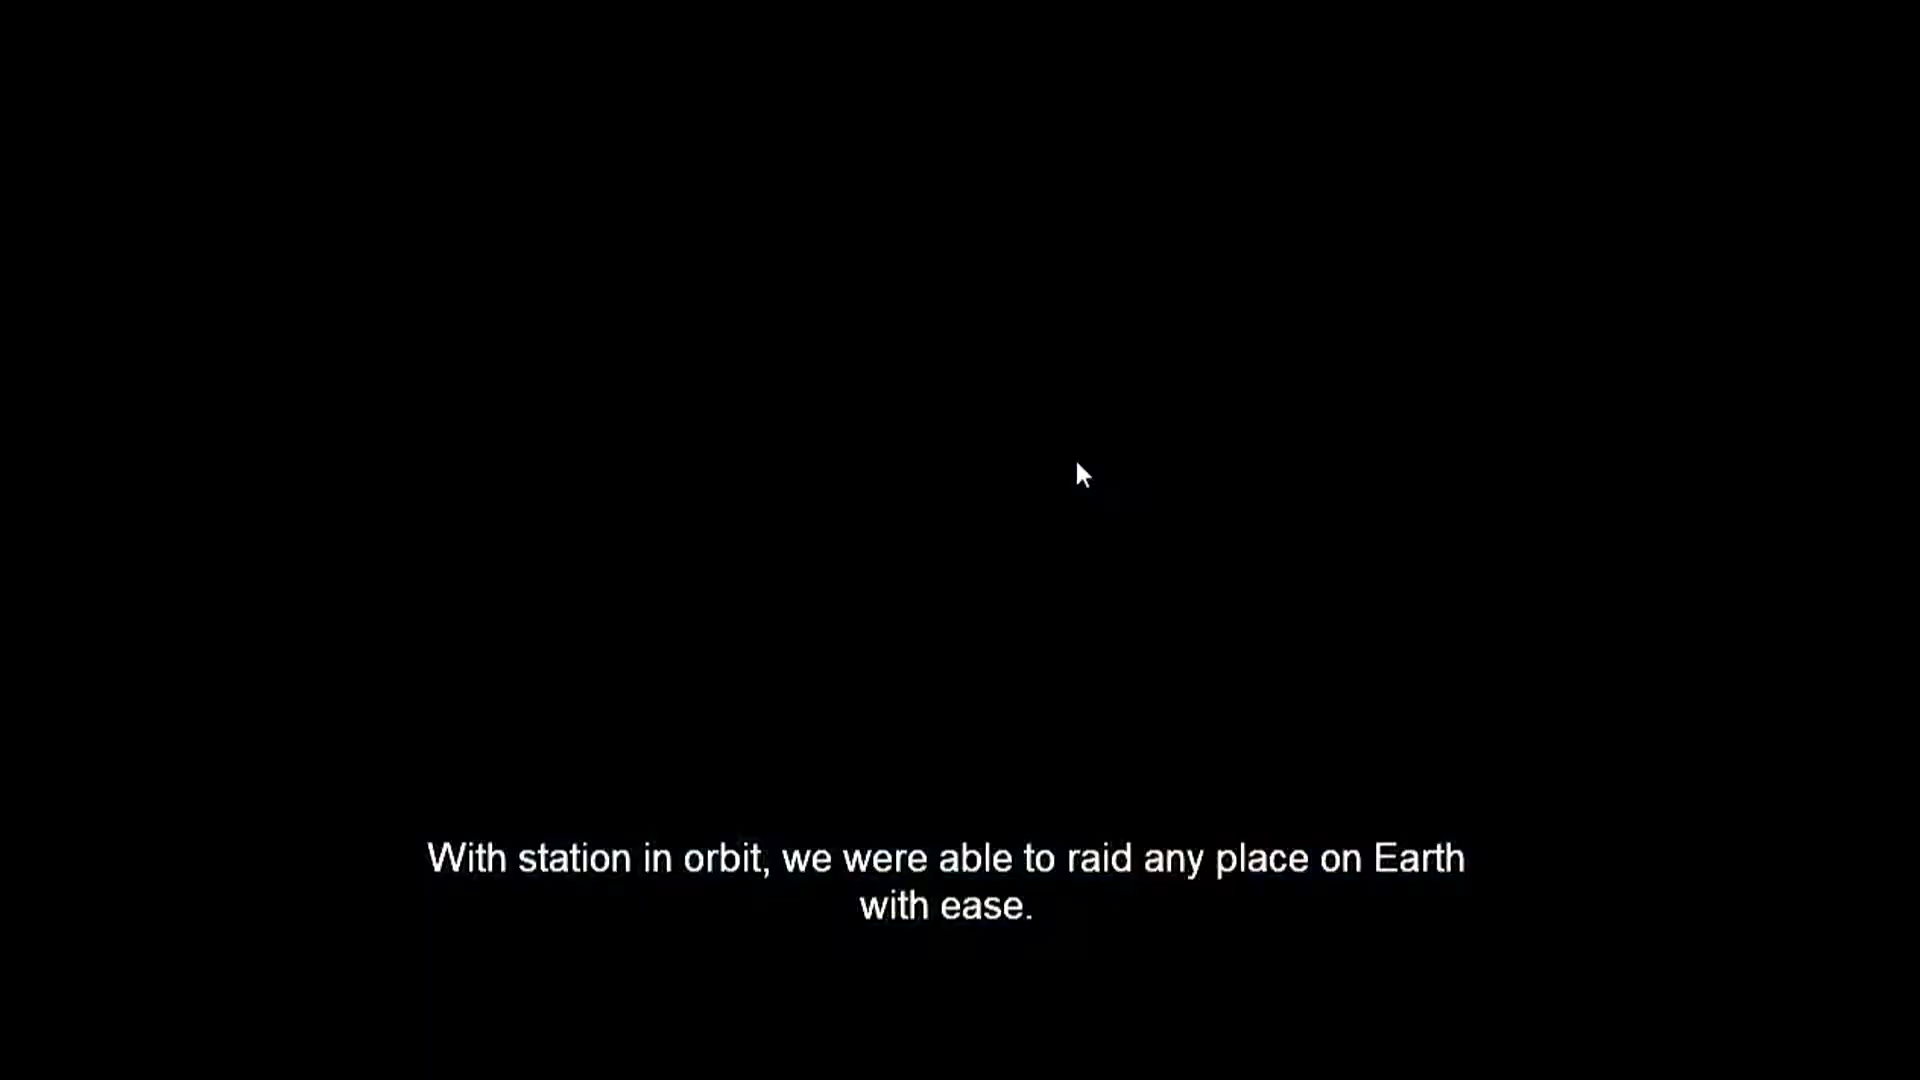 With station in orbit, we were able to raid any place on Earth
with ease.